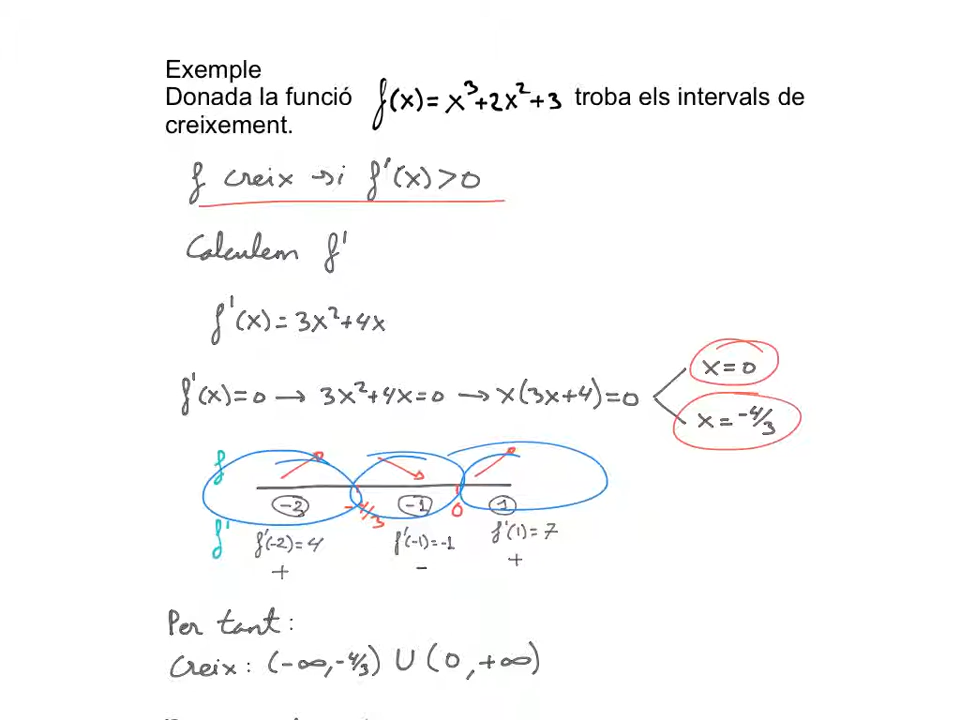 Exemple
Donada la funció f(x)=x³+2x²+3 troba els intervals de
creixement.
f creix → si f'(x)>0
Calculem f'
f'(x)=3x²+4x
f'(x)=0 → 3x²+4x=0 → x(3x+4)=0
x=0
x=-4/3
f
-2 -4/3 -1 0 1
f' f'(-2)=4 f'(-1)=-1 f'(1)=7
+ - +
Per tant:
Creix: (-∞,-4/3) ∪ (0,+∞)